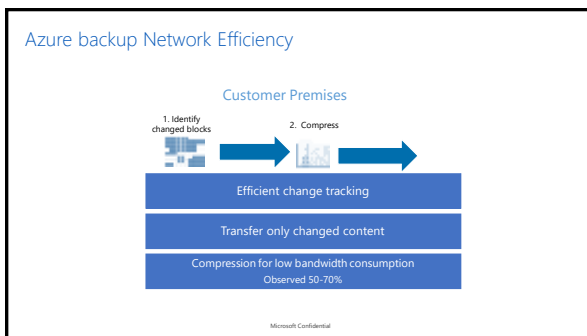 Azure backup Network Efficiency
Customer Premises
1. Identify
changed blocks
2. Compress
Efficient change tracking
Transfer only changed content
Compression for low bandwidth consumption
Observed 50-70%
Microsoft Confidential